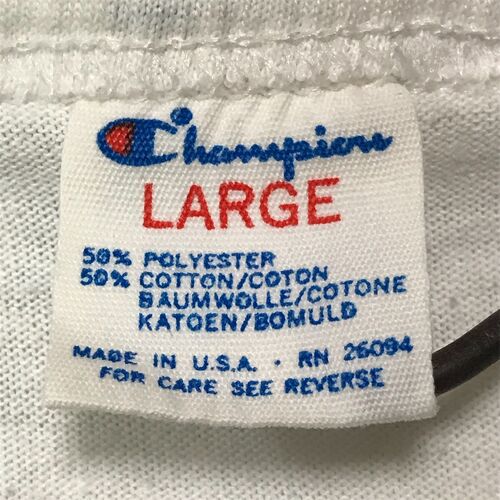 Champion
LARGE
50% POLYESTER
50% COTTON/COTON
BAUMWOLLE/COTONE
KATOEN/BOMULD
MADE IN U.S.A. · RN 26094
FOR CARE SEE REVERSE